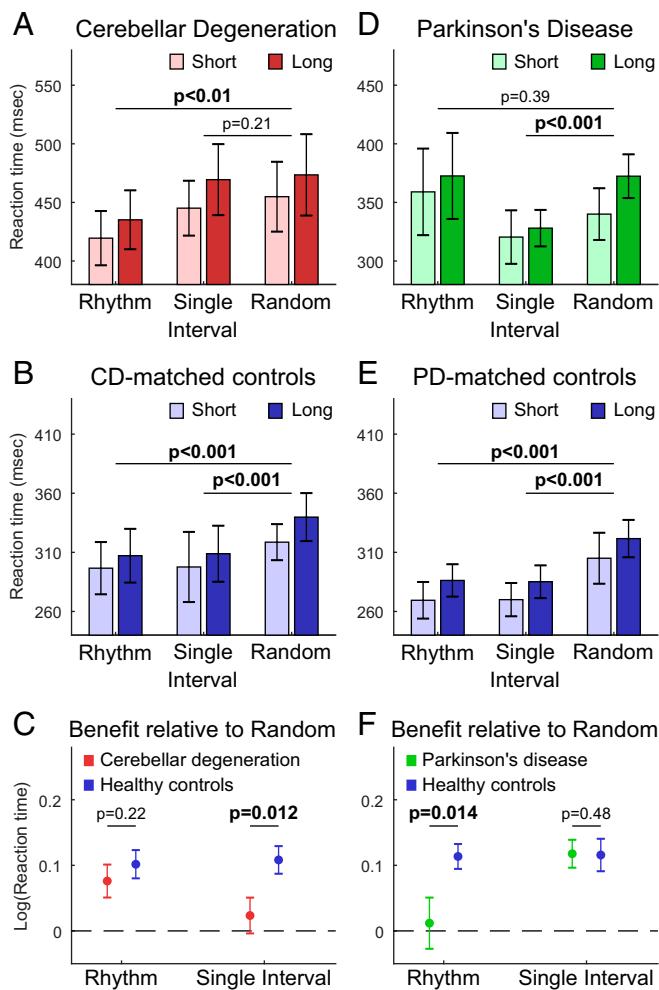 A Cerebellar Degeneration
Short Long
Reaction time (msec)
550
500
450
400
p<0.01
p=0.21
Rhythm Single Interval Random
D Parkinson's Disease
Short Long
450
400
350
300
p=0.39
p<0.001
Rhythm Single Interval Random
B CD-matched controls
Short Long
Reaction time (msec)
410
360
310
260
p<0.001
p<0.001
Rhythm Single Interval Random
E PD-matched controls
Short Long
410
360
310
260
p<0.001
p<0.001
Rhythm Single Interval Random
C Benefit relative to Random
Cerebellar degeneration
Healthy controls
Log(Reaction time)
0.2
0.1
0
p=0.22
p=0.012
Rhythm Single Interval
F Benefit relative to Random
Parkinson's disease
Healthy controls
0.2
0.1
0
p=0.014
p=0.48
Rhythm Single Interval